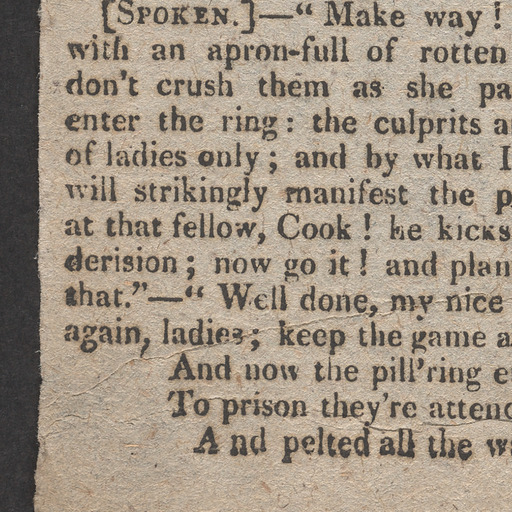 [SPOKEN.]—“ Make way !
with an apron-full of rotten
don't crush them as she pa
enter the ring: the culprits a
of ladies only ; and by what I
will strikingly manifest the p
at that fellow, Cook ! he kicks
derision ; now go it ! and plan
that.”—“ Well done, my nice
again, ladies; keep the game a
And now the pill'ring e
To prison they're attend
And pelted all the wa